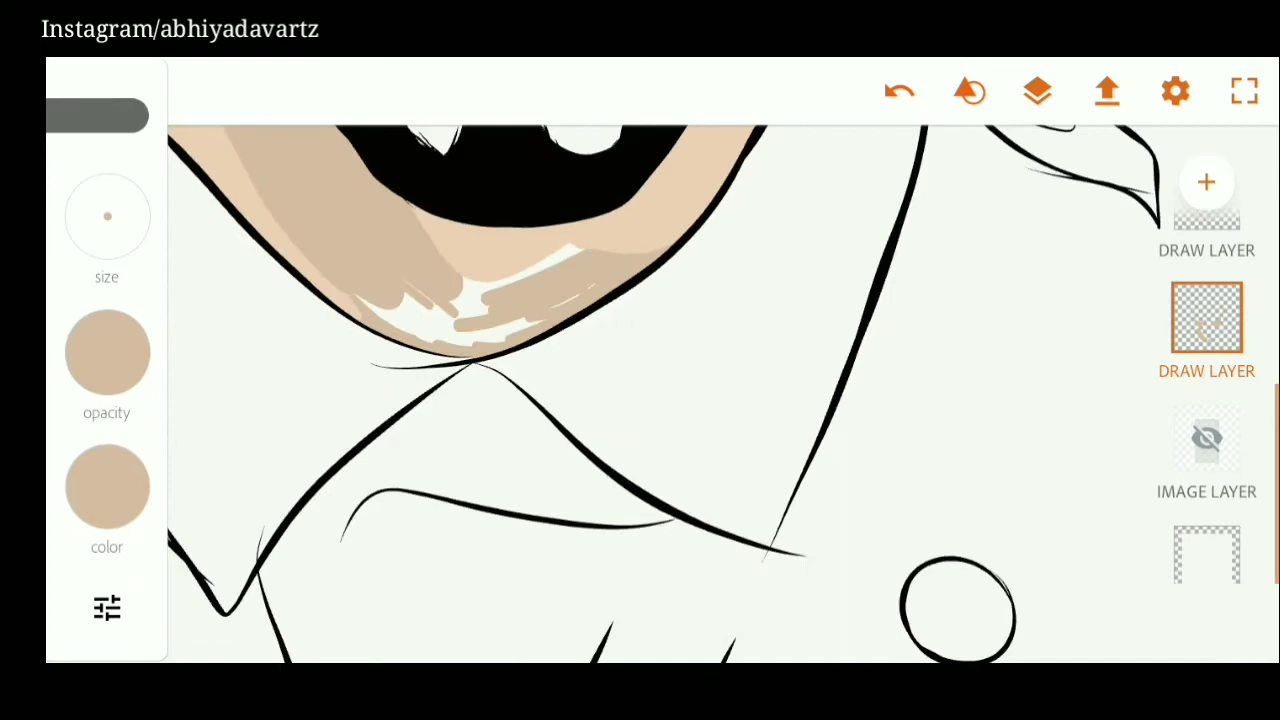 Instagram/abhiyadavartz
size
opacity
color
DRAW LAYER
DRAW LAYER
IMAGE LAYER